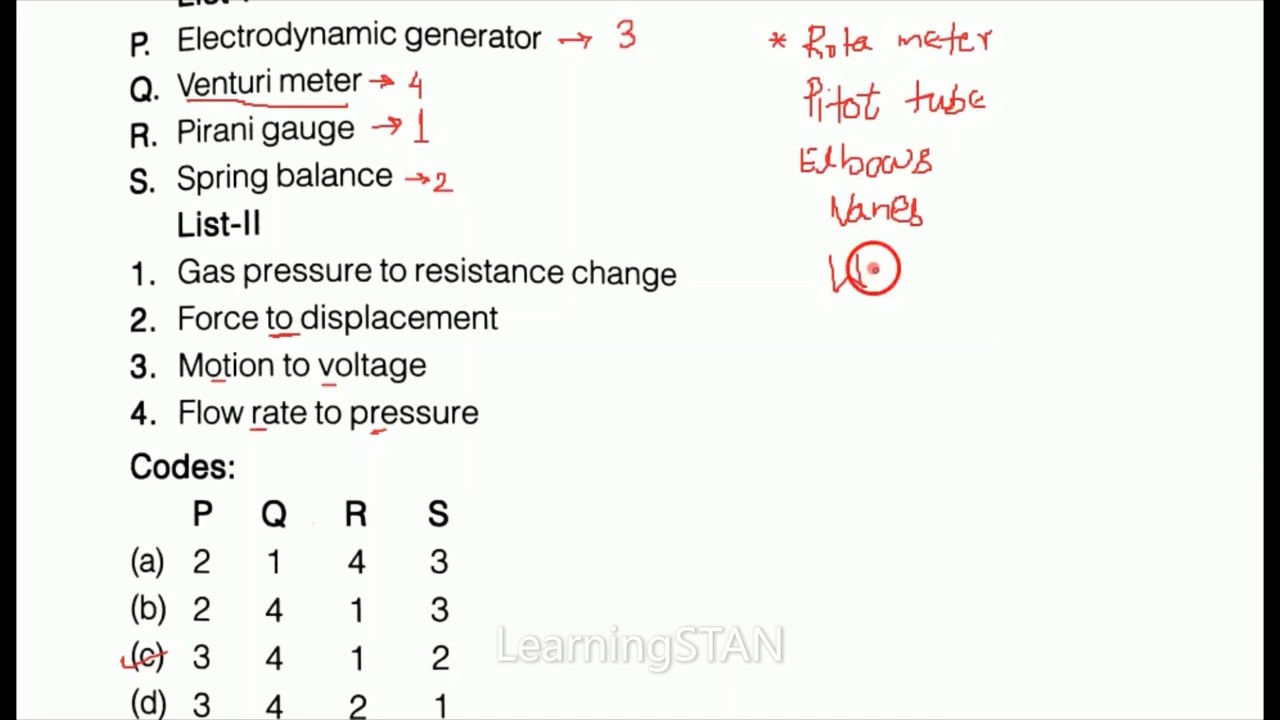 P. Electrodynamic generator → 3
Q. Venturi meter → 4
R. Pirani gauge → 1
S. Spring balance → 2
List-II
1. Gas pressure to resistance change
2. Force to displacement
3. Motion to voltage
4. Flow rate to pressure
Codes:
P Q R S
(a) 2 1 4 3
(b) 2 4 1 3
(c) 3 4 1 2
(d) 3 4 2 1
* Rota meter
Pitot tube
Elbows
Vanes
LearningSTAN